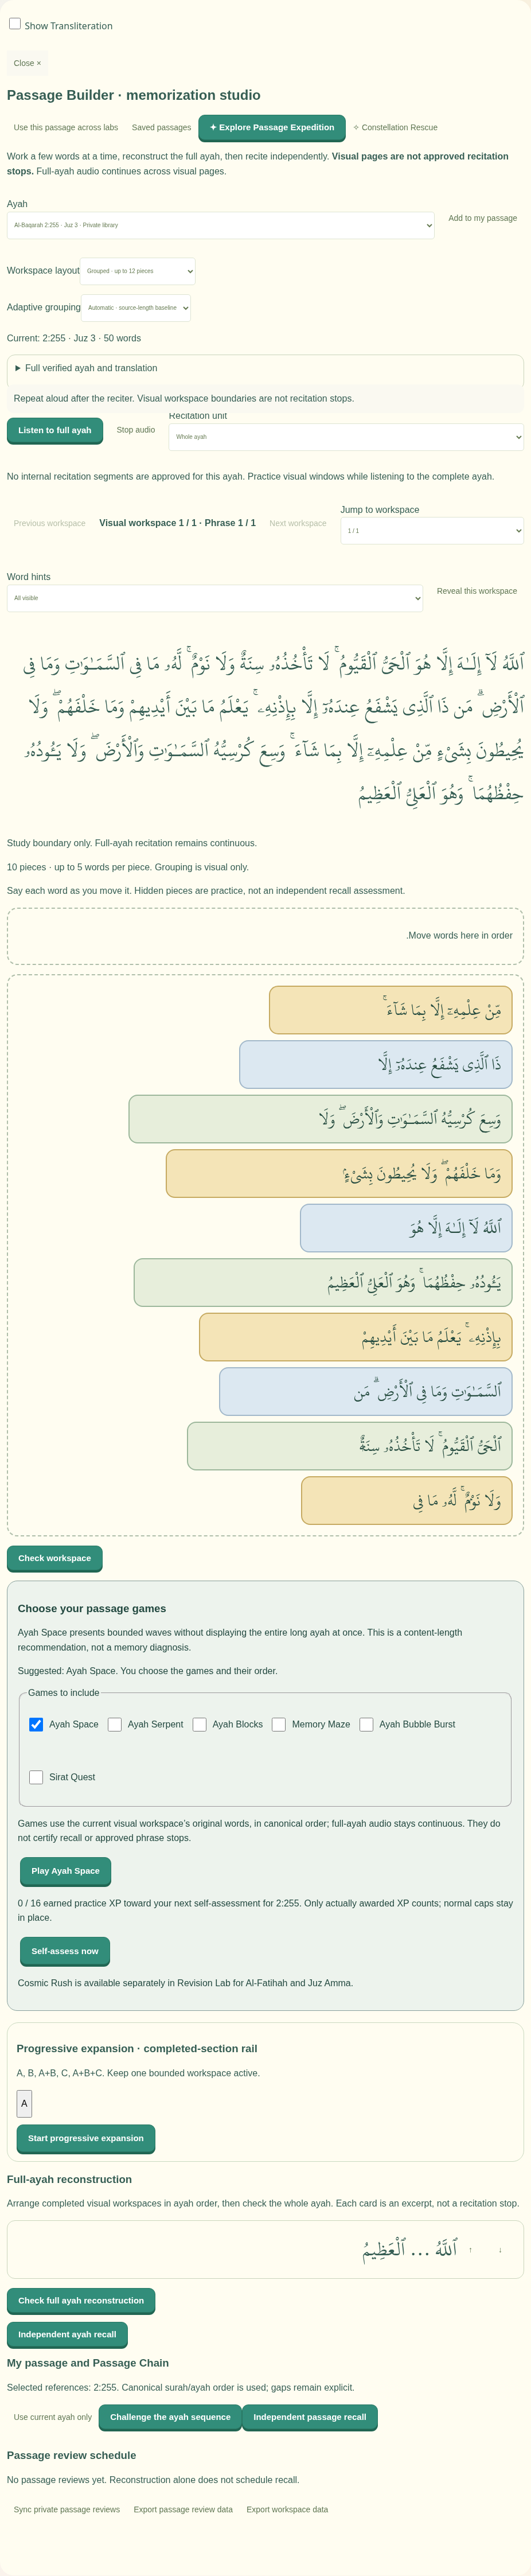 Show Transliteration
Close ×
Passage Builder · memorization studio
Use this passage across labs Saved passages ✦ Explore Passage Expedition ✧ Constellation Rescue
Work a few words at a time, reconstruct the full ayah, then recite independently. Visual pages are not approved recitation
stops. Full-ayah audio continues across visual pages.
Ayah
Al-Baqarah 2:255 · Juz 3 · Private library
Add to my passage
Workspace layout Grouped · up to 12 pieces
Adaptive grouping Automatic · source-length baseline
Current: 2:255 · Juz 3 · 50 words
▶ Full verified ayah and translation
Repeat aloud after the reciter. Visual workspace boundaries are not recitation stops.
Listen to full ayah Stop audio Recitation unit
Whole ayah
No internal recitation segments are approved for this ayah. Practice visual windows while listening to the complete ayah.
Previous workspace Visual workspace 1 / 1 · Phrase 1 / 1 Next workspace Jump to workspace
1 / 1
Word hints
All visible
Reveal this workspace
ٱللَّهُ لَآ إِلَـٰهَ إِلَّا هُوَ ٱلْحَىُّ ٱلْقَيُّومُ ۚ لَا تَأْخُذُهُۥ سِنَةٌ وَلَا نَوْمٌ ۚ لَّهُۥ مَا فِى ٱلسَّمَـٰوَٰتِ وَمَا فِى
ٱلْأَرْضِ ۗ مَن ذَا ٱلَّذِى يَشْفَعُ عِندَهُۥٓ إِلَّا بِإِذْنِهِۦ ۚ يَعْلَمُ مَا بَيْنَ أَيْدِيهِمْ وَمَا خَلْفَهُمْ ۖ وَلَا
يُحِيطُونَ بِشَىْءٍ مِّنْ عِلْمِهِۦٓ إِلَّا بِمَا شَآءَ ۚ وَسِعَ كُرْسِيُّهُ ٱلسَّمَـٰوَٰتِ وَٱلْأَرْضَ ۖ وَلَا يَـُٔودُهُۥ
حِفْظُهُمَا ۚ وَهُوَ ٱلْعَلِىُّ ٱلْعَظِيمُ
Study boundary only. Full-ayah recitation remains continuous.
10 pieces · up to 5 words per piece. Grouping is visual only.
Say each word as you move it. Hidden pieces are practice, not an independent recall assessment.
.Move words here in order
مِّنْ عِلْمِهِۦٓ إِلَّا بِمَا شَآءَ ۚ
ذَا ٱلَّذِى يَشْفَعُ عِندَهُۥٓ إِلَّا
وَسِعَ كُرْسِيُّهُ ٱلسَّمَـٰوَٰتِ وَٱلْأَرْضَ ۖ وَلَا
وَمَا خَلْفَهُمْ ۖ وَلَا يُحِيطُونَ بِشَىْءٍ
ٱللَّهُ لَآ إِلَـٰهَ إِلَّا هُوَ
يَـُٔودُهُۥ حِفْظُهُمَا ۚ وَهُوَ ٱلْعَلِىُّ ٱلْعَظِيمُ
بِإِذْنِهِۦ ۚ يَعْلَمُ مَا بَيْنَ أَيْدِيهِمْ
ٱلسَّمَـٰوَٰتِ وَمَا فِى ٱلْأَرْضِ ۗ مَن
ٱلْحَىُّ ٱلْقَيُّومُ ۚ لَا تَأْخُذُهُۥ سِنَةٌ
وَلَا نَوْمٌ ۚ لَّهُۥ مَا فِى
Check workspace
Choose your passage games
Ayah Space presents bounded waves without displaying the entire long ayah at once. This is a content-length
recommendation, not a memory diagnosis.
Suggested: Ayah Space. You choose the games and their order.
Games to include
Ayah Space Ayah Serpent Ayah Blocks Memory Maze Ayah Bubble Burst
Sirat Quest
Games use the current visual workspace's original words, in canonical order; full-ayah audio stays continuous. They do
not certify recall or approved phrase stops.
Play Ayah Space
0 / 16 earned practice XP toward your next self-assessment for 2:255. Only actually awarded XP counts; normal caps stay
in place.
Self-assess now
Cosmic Rush is available separately in Revision Lab for Al-Fatihah and Juz Amma.
Progressive expansion · completed-section rail
A, B, A+B, C, A+B+C. Keep one bounded workspace active.
A
Start progressive expansion
Full-ayah reconstruction
Arrange completed visual workspaces in ayah order, then check the whole ayah. Each card is an excerpt, not a recitation stop.
ٱللَّهُ … ٱلْعَظِيمُ ↑ ↓
Check full ayah reconstruction
Independent ayah recall
My passage and Passage Chain
Selected references: 2:255. Canonical surah/ayah order is used; gaps remain explicit.
Use current ayah only Challenge the ayah sequence Independent passage recall
Passage review schedule
No passage reviews yet. Reconstruction alone does not schedule recall.
Sync private passage reviews Export passage review data Export workspace data